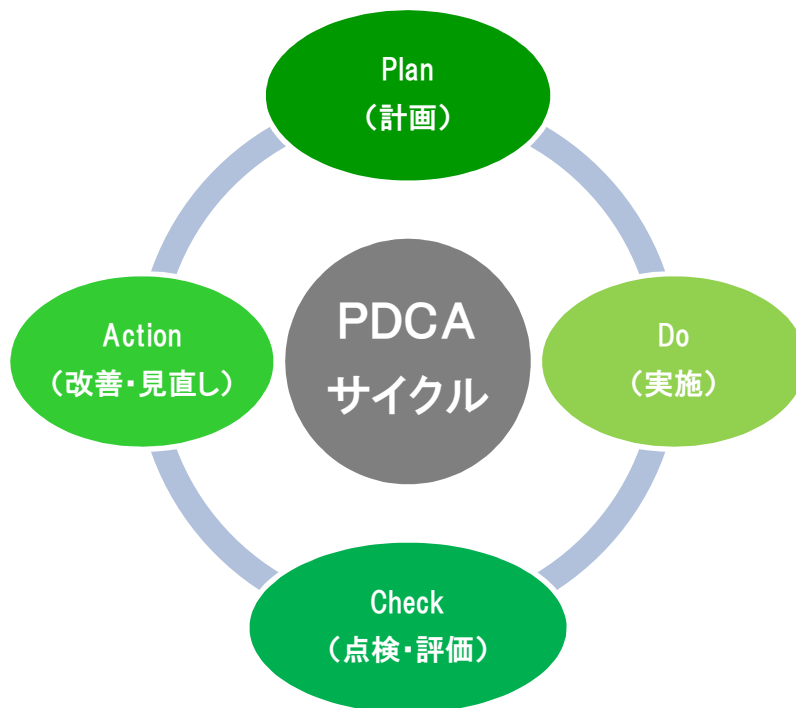 Plan
(計画)
PDCA
サイクル
Do
(実施)
Check
(点検・評価)
Action
(改善・見直し)